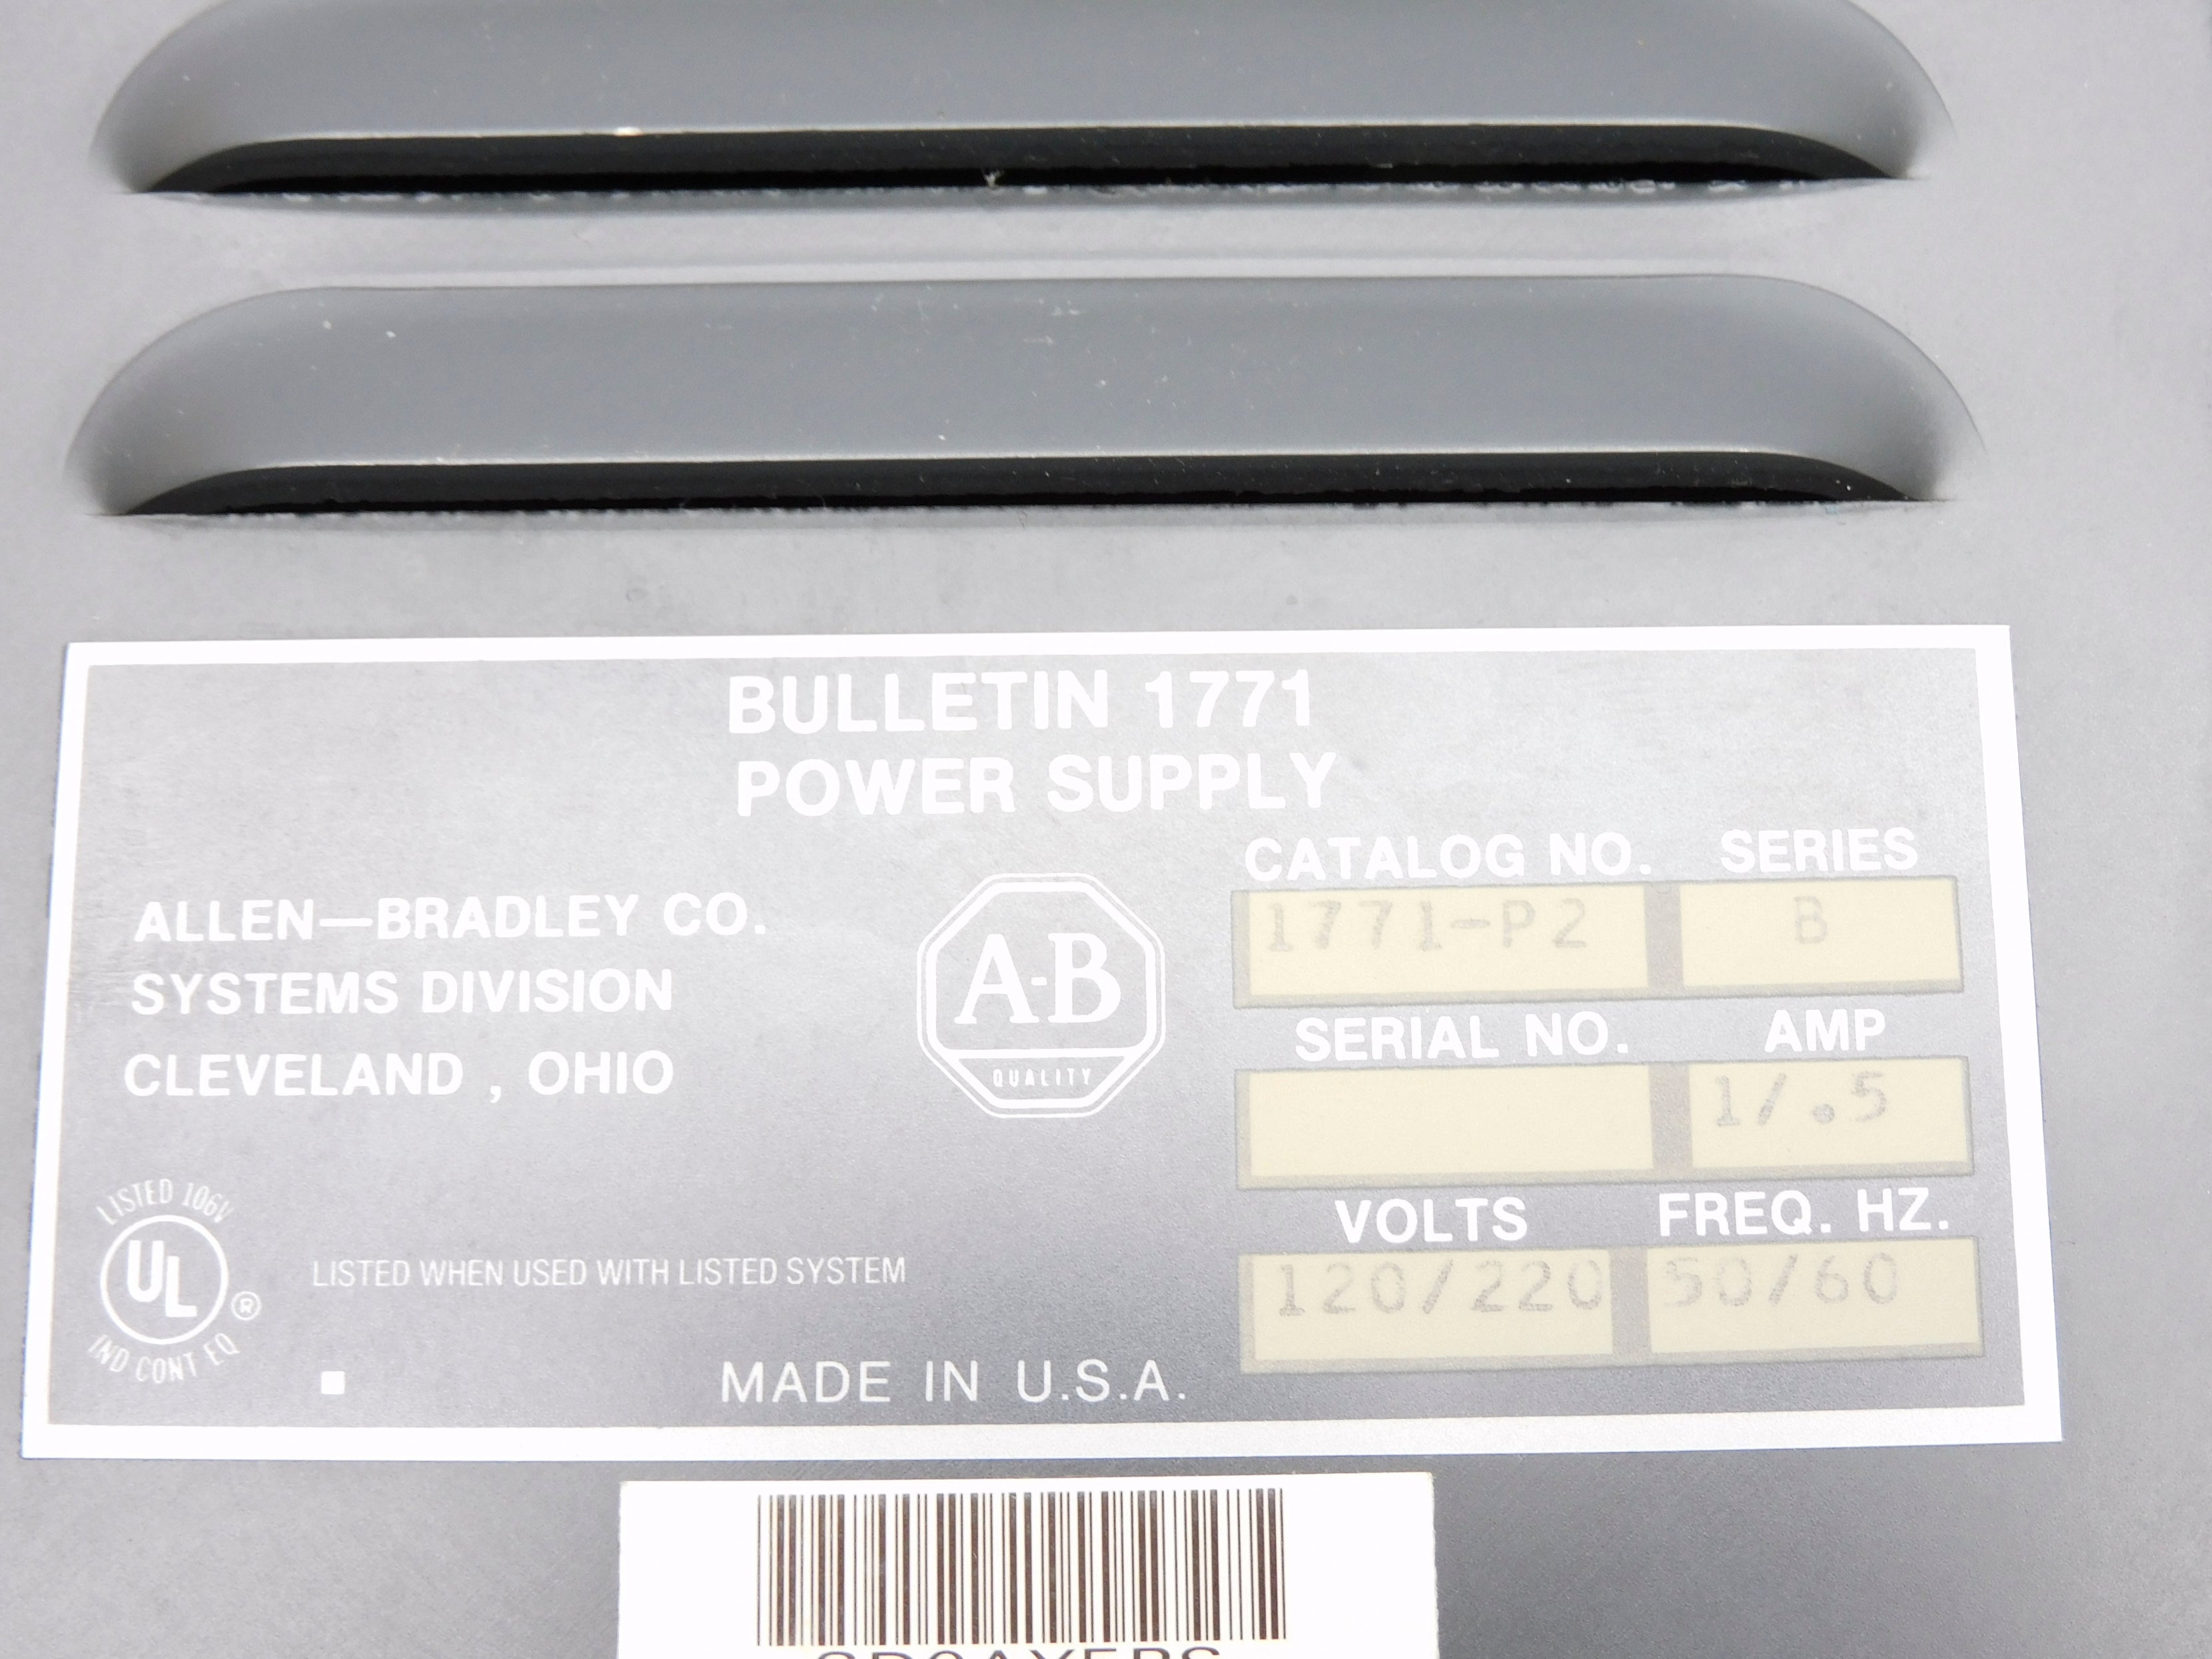 BULLETIN 1771
POWER SUPPLY
ALLEN—BRADLEY CO.
SYSTEMS DIVISION
CLEVELAND , OHIO
A-B
QUALITY
CATALOG NO. SERIES
1771-P2 B
SERIAL NO. AMP
1/.5
VOLTS FREQ. HZ.
120/220 50/60
LISTED 106V
UL ®
IND CONT EQ
LISTED WHEN USED WITH LISTED SYSTEM
MADE IN U.S.A.